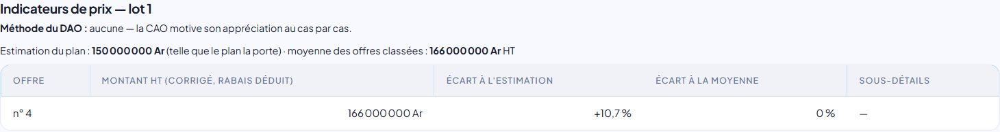 Indicateurs de prix — lot 1
Méthode du DAO : aucune — la CAO motive son appréciation au cas par cas.
Estimation du plan : 150 000 000 Ar (telle que le plan la porte) · moyenne des offres classées : 166 000 000 Ar HT
OFFRE MONTANT HT (CORRIGÉ, RABAIS DÉDUIT) ÉCART À L'ESTIMATION ÉCART À LA MOYENNE SOUS-DÉTAILS
n° 4 166 000 000 Ar +10,7 % 0 % —